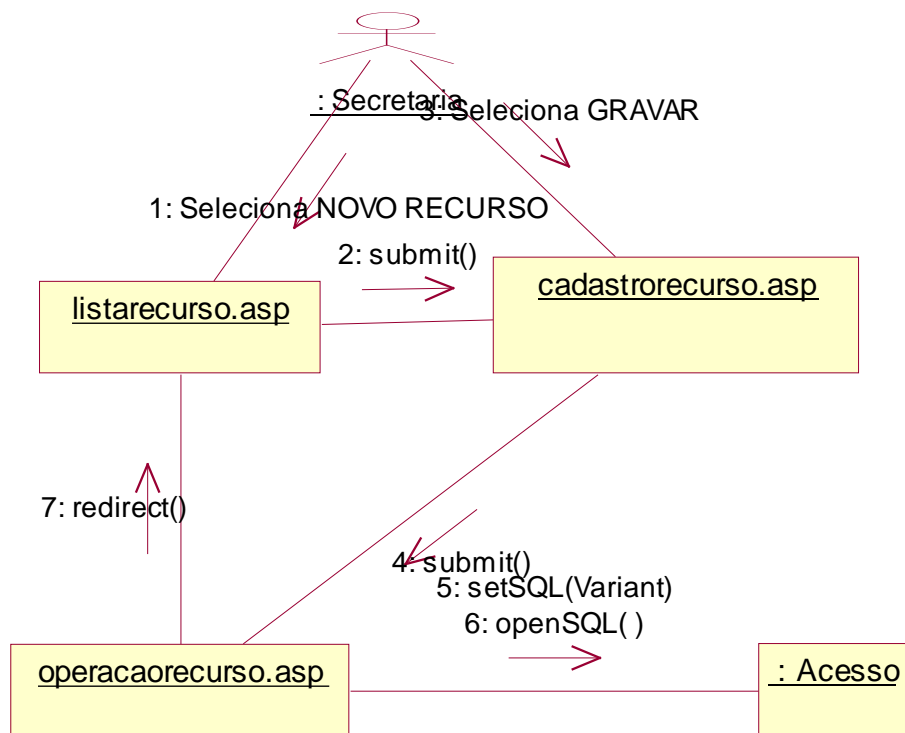 : Secretaria
3: Seleciona GRAVAR
1: Seleciona NOVO RECURSO
2: submit()
listarecurso.asp
cadastrorecurso.asp
7: redirect()
4: submit()
5: setSQL(Variant)
6: openSQL( )
operacaorecurso.asp
: Acesso